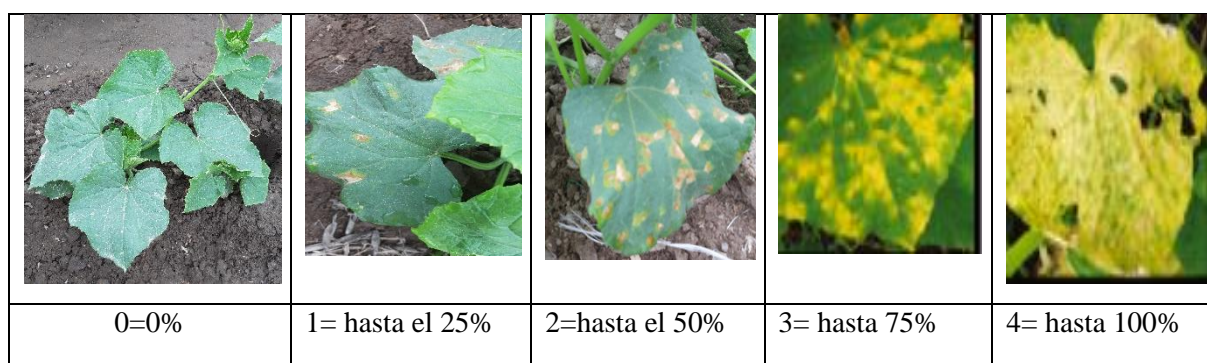 0=0%
1= hasta el 25%
2=hasta el 50%
3= hasta 75%
4= hasta 100%